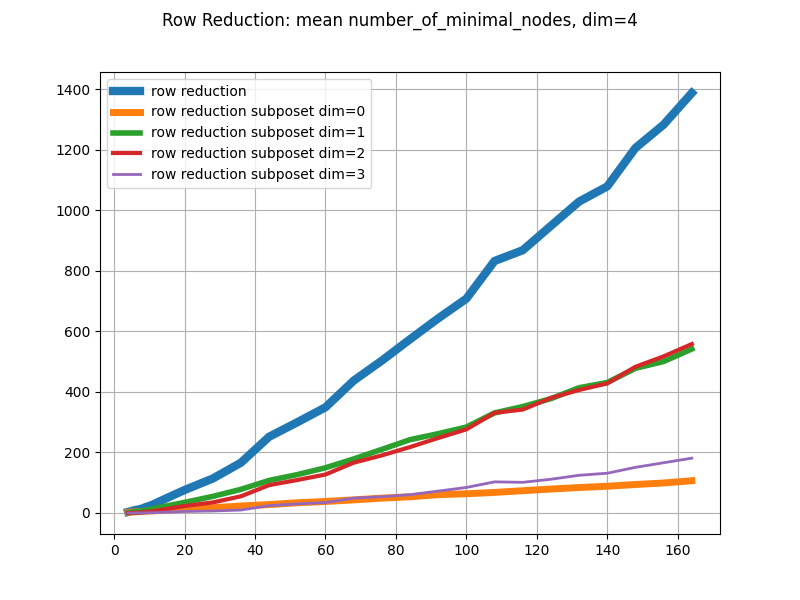 Row Reduction: mean number_of_minimal_nodes, dim=4
row reduction
row reduction subposet dim=0
row reduction subposet dim=1
row reduction subposet dim=2
row reduction subposet dim=3
1400
1200
1000
800
600
400
200
0
0 20 40 60 80 100 120 140 160